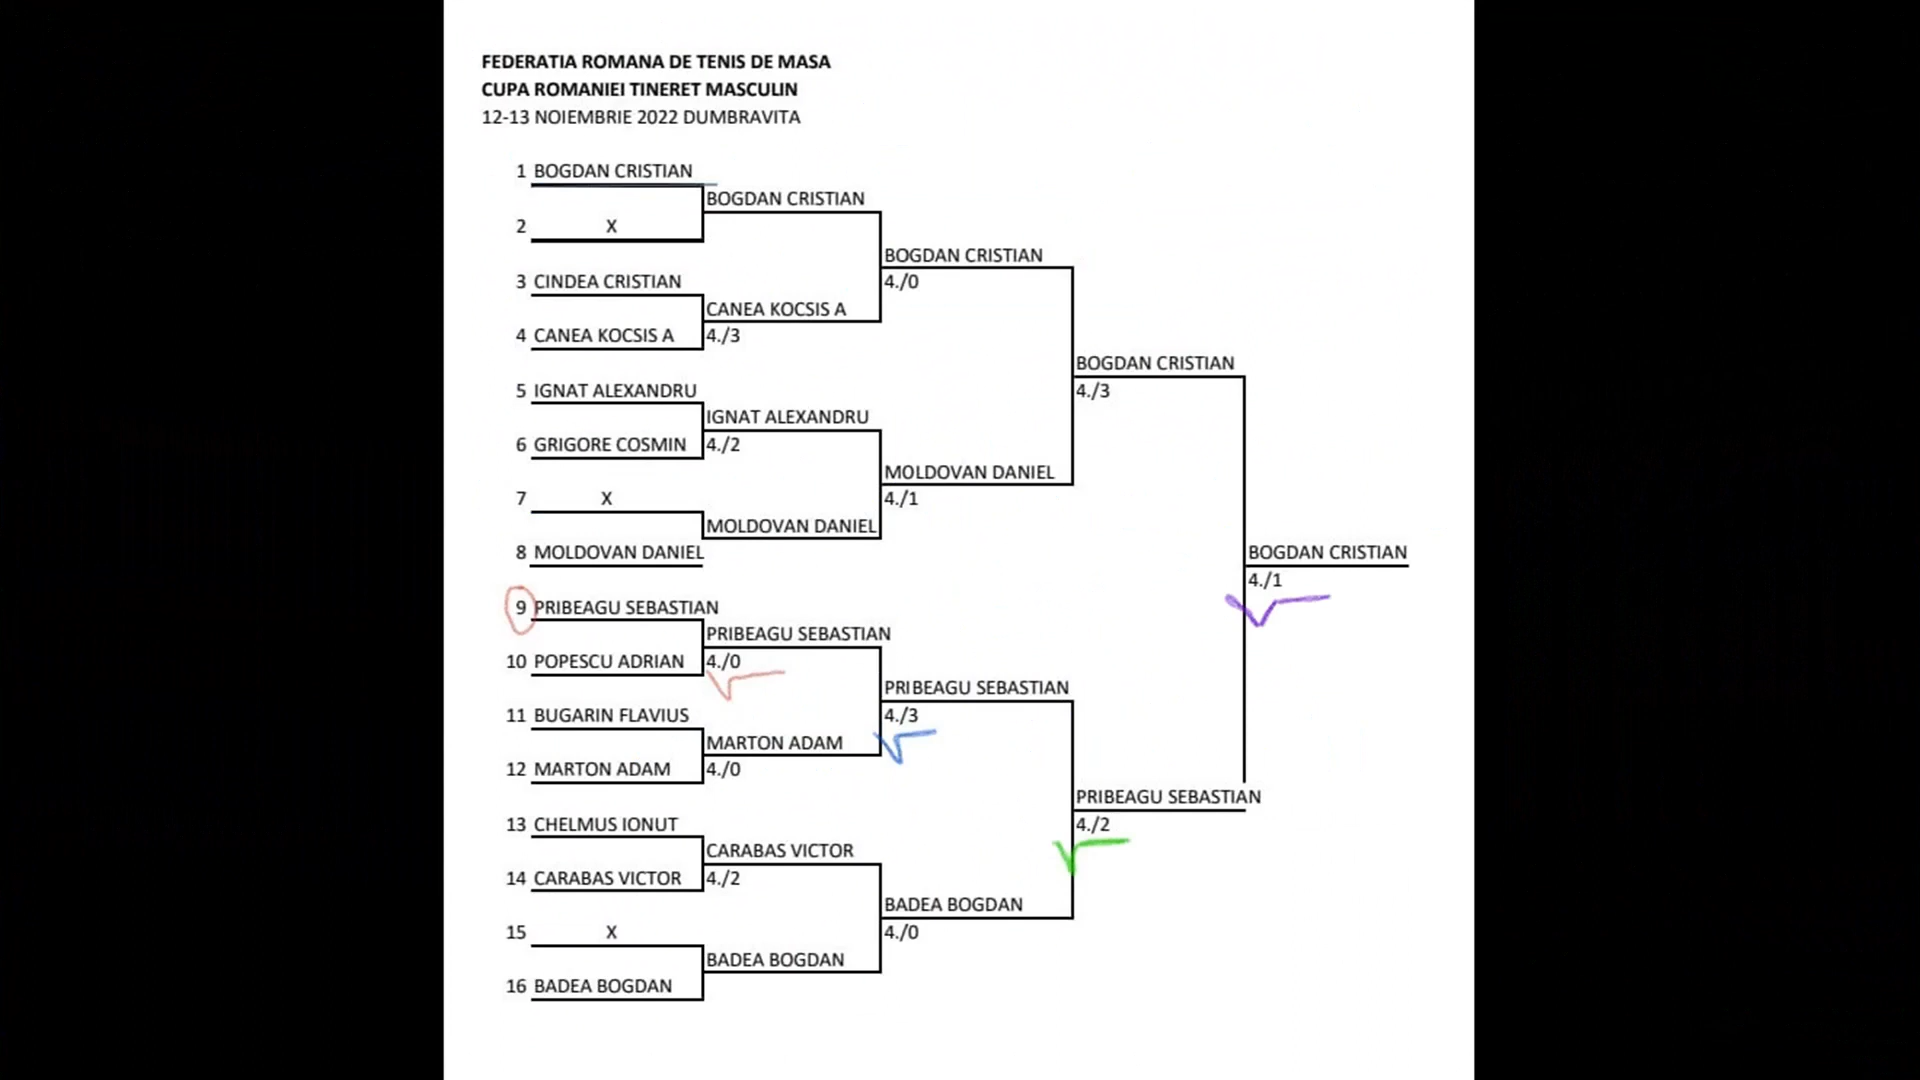 FEDERATIA ROMANA DE TENIS DE MASA
CUPA ROMANIEI TINERET MASCULIN
12-13 NOIEMBRIE 2022 DUMBRAVITA
1 BOGDAN CRISTIAN
BOGDAN CRISTIAN
2 X
BOGDAN CRISTIAN
3 CINDEA CRISTIAN
4./0
CANEA KOCSIS A
4 CANEA KOCSIS A
4./3
BOGDAN CRISTIAN
5 IGNAT ALEXANDRU
4./3
IGNAT ALEXANDRU
6 GRIGORE COSMIN
4./2
MOLDOVAN DANIEL
7 X
4./1
MOLDOVAN DANIEL
8 MOLDOVAN DANIEL
BOGDAN CRISTIAN
4./1
9 PRIBEAGU SEBASTIAN
PRIBEAGU SEBASTIAN
10 POPESCU ADRIAN
4./0
PRIBEAGU SEBASTIAN
11 BUGARIN FLAVIUS
4./3
MARTON ADAM
12 MARTON ADAM
4./0
PRIBEAGU SEBASTIAN
13 CHELMUS IONUT
4./2
CARABAS VICTOR
14 CARABAS VICTOR
4./2
BADEA BOGDAN
15 X
4./0
BADEA BOGDAN
16 BADEA BOGDAN